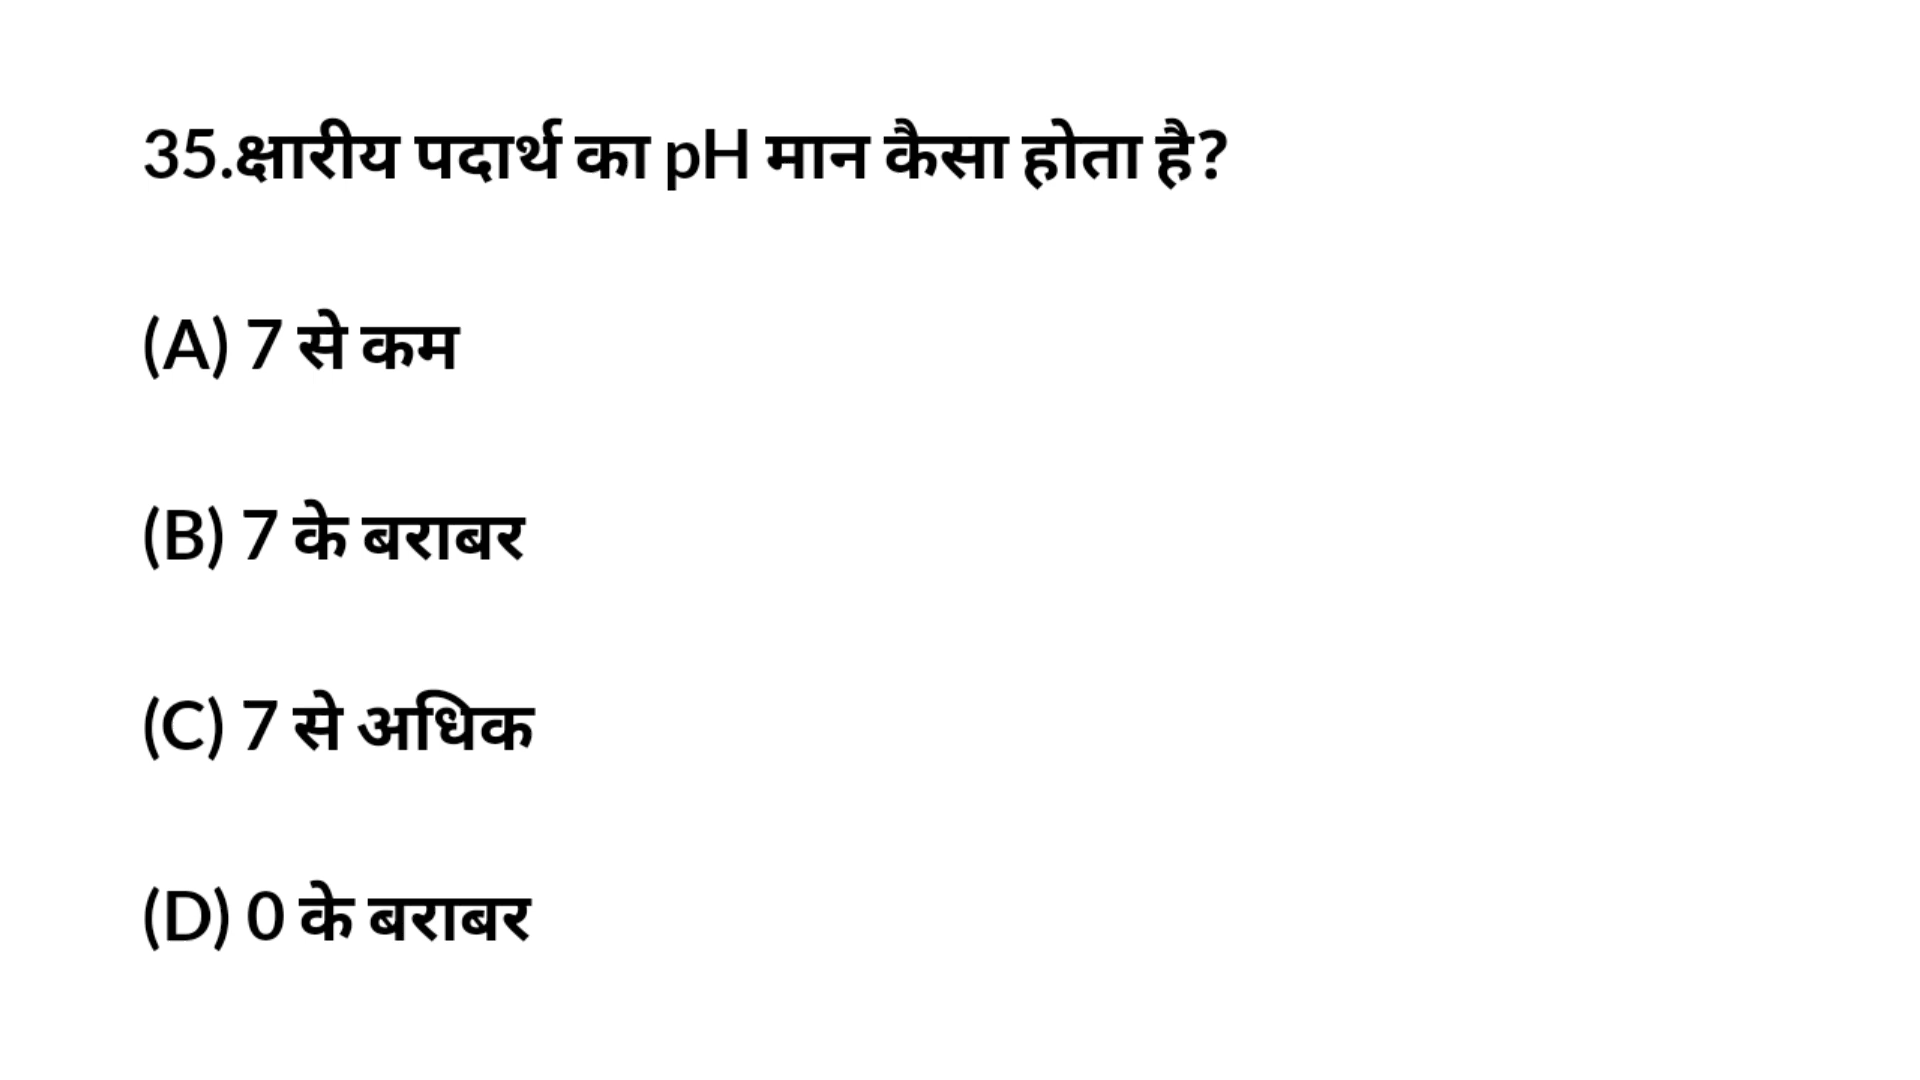 35.क्षारीय पदार्थ का pH मान कैसा होता है?
(A) 7 से कम
(B) 7 के बराबर
(C) 7 से अधिक
(D) 0 के बराबर